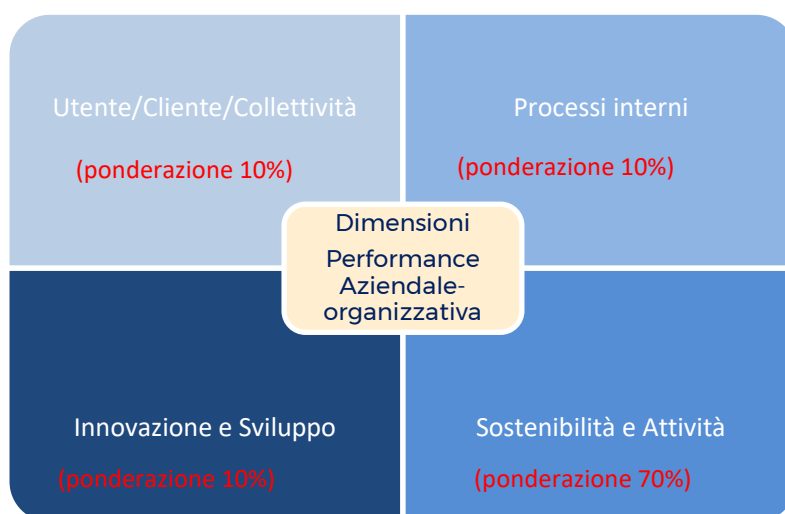 Utente/Cliente/Collettività
(ponderazione 10%)
Processi interni
(ponderazione 10%)
Dimensioni
Performance
Aziendale-
organizzativa
Innovazione e Sviluppo
(ponderazione 10%)
Sostenibilità e Attività
(ponderazione 70%)